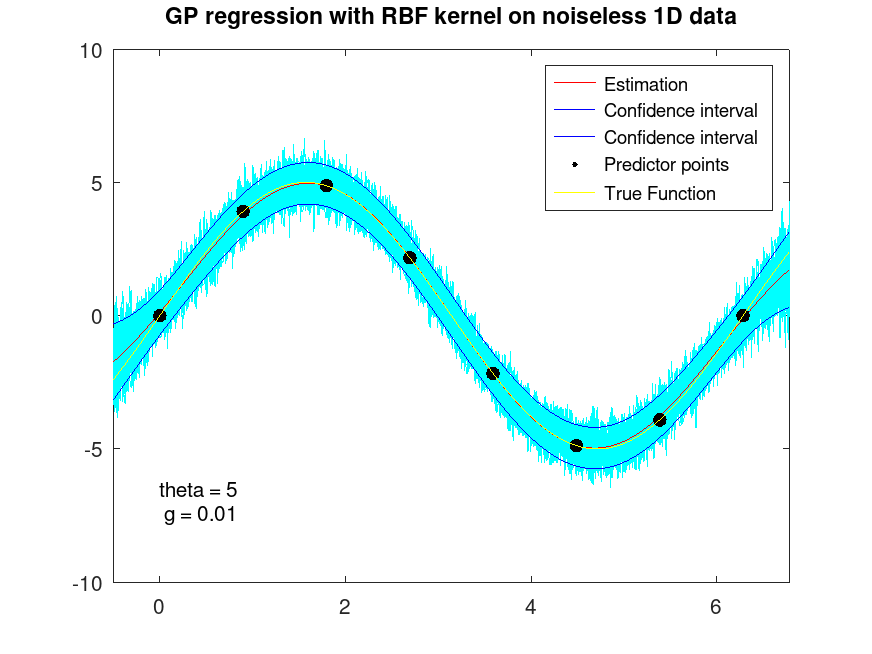 GP regression with RBF kernel on noiseless 1D data
10
5
0
-5
-10
Estimation
Confidence interval
Confidence interval
Predictor points
True Function
theta = 5
g = 0.01
0 2 4 6